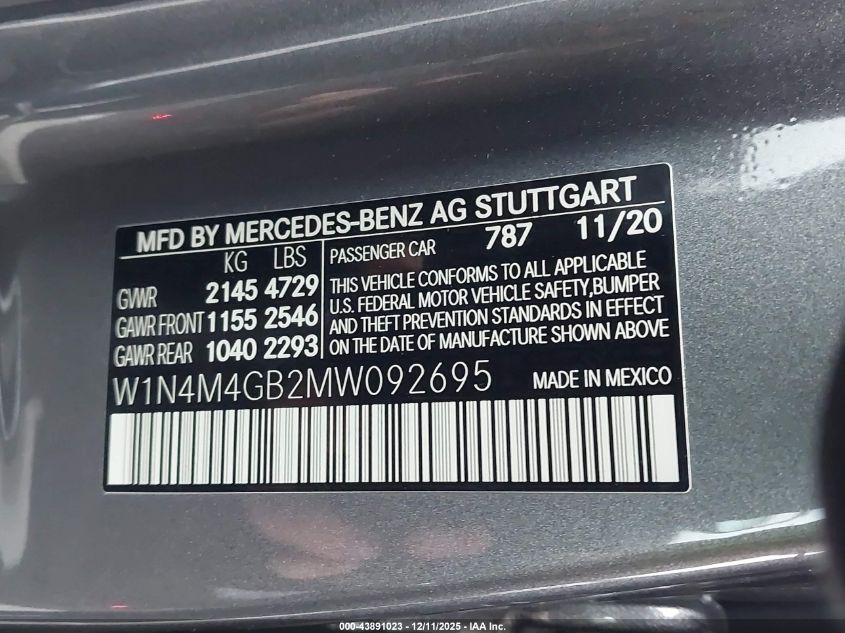 MFD BY MERCEDES-BENZ AG STUTTGART
KG LBS
GVWR 2145 4729
GAWR FRONT 1155 2546
GAWR REAR 1040 2293
PASSENGER CAR 787 11/20
THIS VEHICLE CONFORMS TO ALL APPLICABLE
U.S. FEDERAL MOTOR VEHICLE SAFETY,BUMPER
AND THEFT PREVENTION STANDARDS IN EFFECT
ON THE DATE OF MANUFACTURE SHOWN ABOVE
W1N4M4GB2MW092695 MADE IN MEXICO
000-43891023 - 12/11/2025 - IAA Inc.